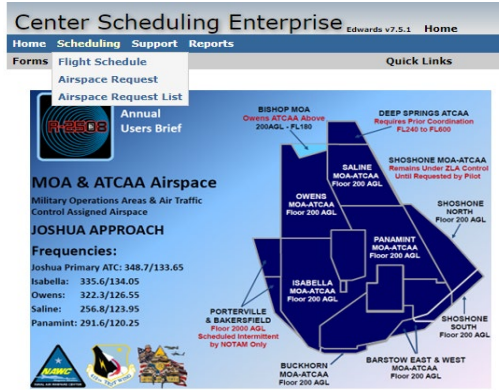 Center Scheduling Enterprise Edwards v7.5.1 Home
Home Scheduling Support Reports
Forms Quick Links
Flight Schedule
Airspace Request
Airspace Request List
R-2508
Annual
Users Brief
MOA & ATCAA Airspace
Military Operations Areas & Air Traffic
Control Assigned Airspace
JOSHUA APPROACH
Frequencies:
Joshua Primary ATC: 348.7/133.65
Isabella: 335.6/134.05
Owens: 322.3/126.55
Saline: 256.8/123.95
Panamint: 291.6/120.25
NAWC
BISHOP MOA
Owens ATCAA Above
200AGL - FL180
DEEP SPRINGS ATCAA
Requires Prior Coordination
FL240 to FL600
SHOSHONE MOA-ATCAA
Remains Under ZLA Control
Until Requested by Pilot
SALINE
MOA-ATCAA
Floor 200 AGL
OWENS
MOA-ATCAA
Floor 200 AGL
SHOSHONE
NORTH
Floor 200 AGL
PANAMINT
MOA-ATCAA
Floor 200 AGL
ISABELLA
MOA-ATCAA
Floor 200 AGL
PORTERVILLE
& BAKERSFIELD
Floor 2000 AGL
Scheduled Intermittent
by NOTAM Only
SHOSHONE
SOUTH
Floor 200 AGL
BUCKHORN
MOA-ATCAA
Floor 200 AGL
BARSTOW EAST & WEST
MOA-ATCAA
Floor 200 AGL